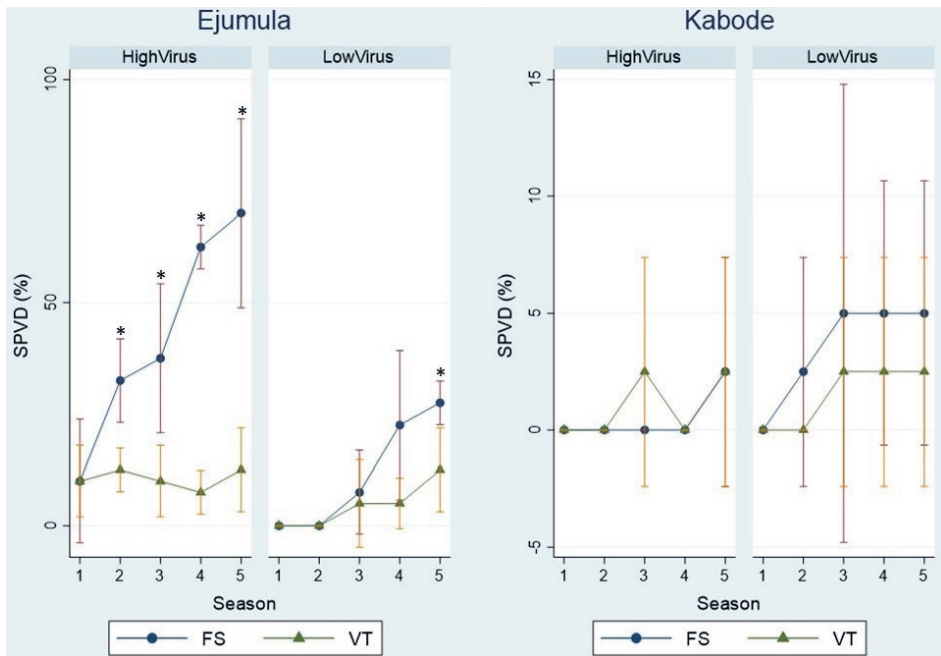 Ejumula
Kabode
HighVirus
LowVirus
HighVirus
LowVirus
SPVD (%)
100
50
0
* * * * *
1 2 3 4 5
1 2 3 4 5
Season
FS VT
SPVD (%)
15
10
5
0
-5
1 2 3 4 5
1 2 3 4 5
Season
FS VT